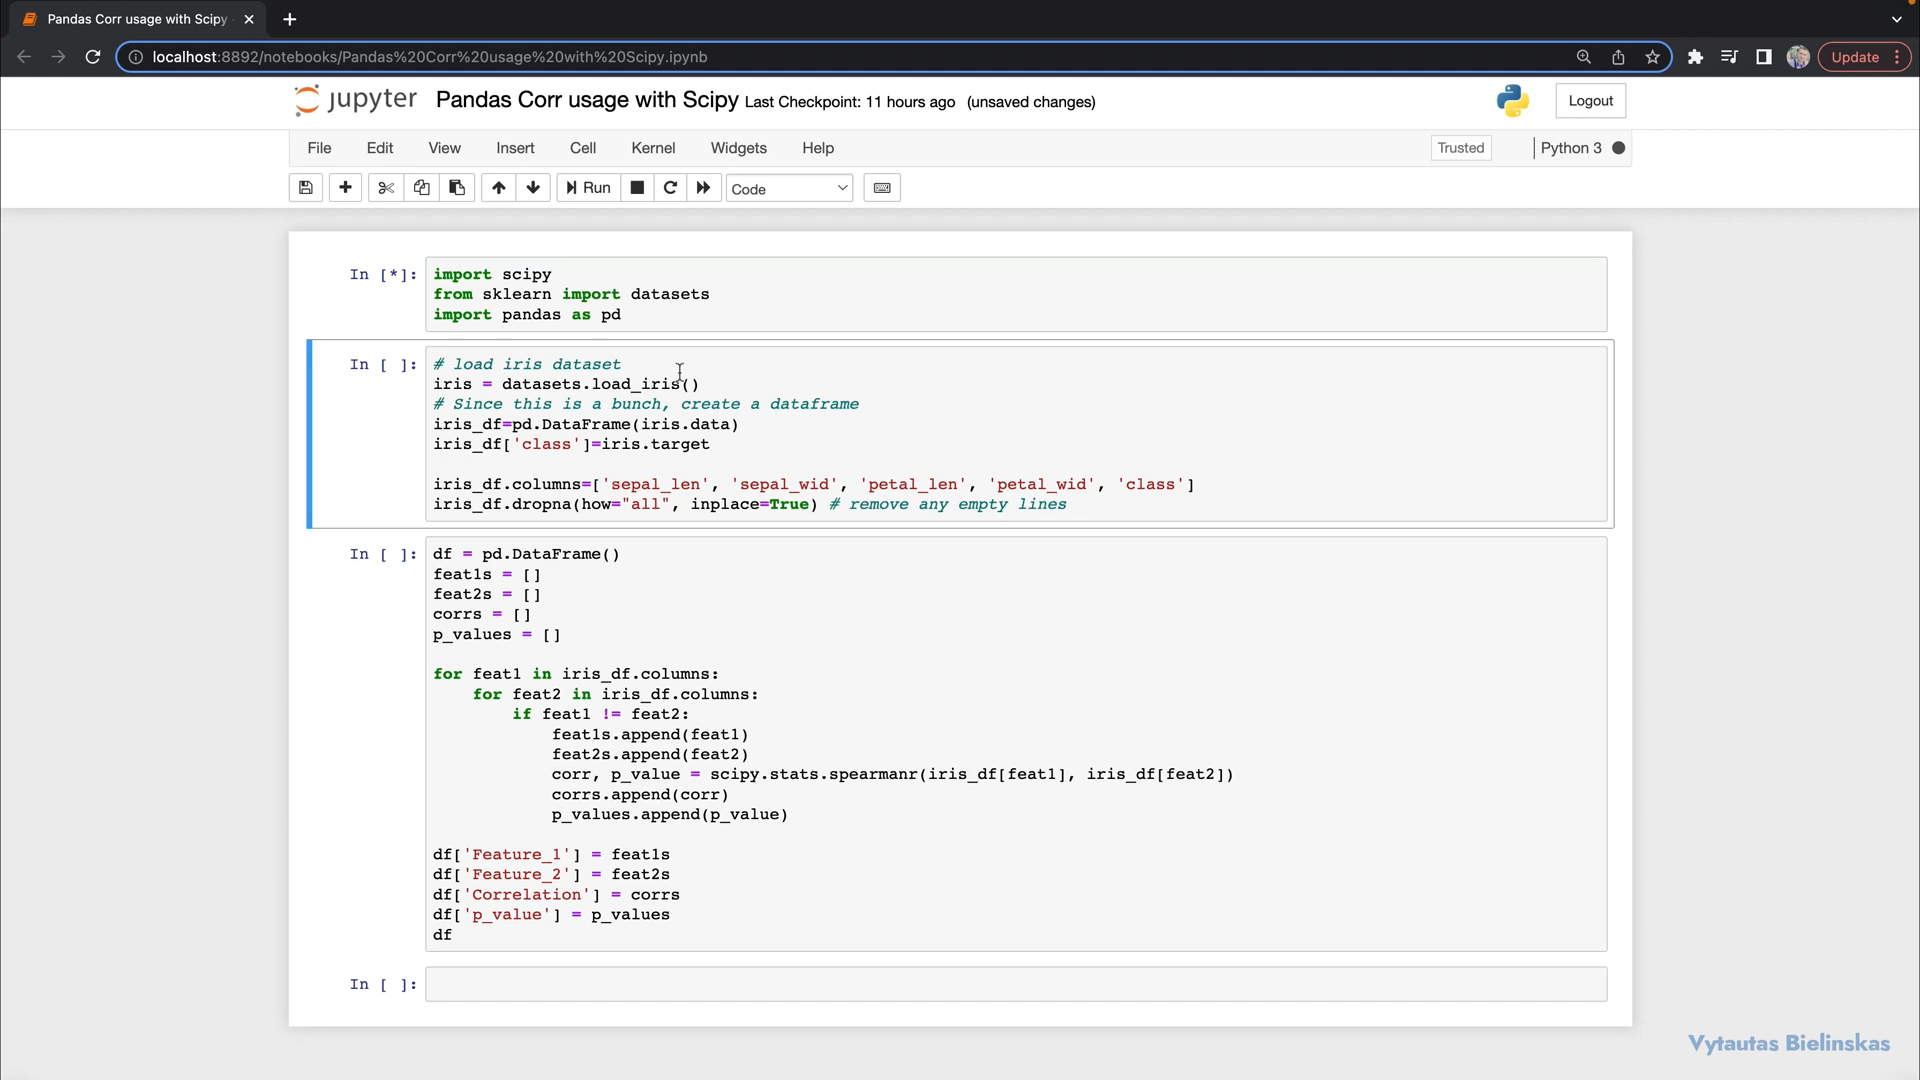 Pandas Corr usage with Scipy
localhost:8892/notebooks/Pandas%20Corr%20usage%20with%20Scipy.ipynb
Update
jupyter Pandas Corr usage with Scipy Last Checkpoint: 11 hours ago (unsaved changes)
Logout
File Edit View Insert Cell Kernel Widgets Help
Trusted
Python 3
Run
Code
In [*]:
import scipy
from sklearn import datasets
import pandas as pd
In [ ]:
# load iris dataset
iris = datasets.load_iris()
# Since this is a bunch, create a dataframe
iris_df=pd.DataFrame(iris.data)
iris_df['class']=iris.target
iris_df.columns=['sepal_len', 'sepal_wid', 'petal_len', 'petal_wid', 'class']
iris_df.dropna(how="all", inplace=True) # remove any empty lines
In [ ]:
df = pd.DataFrame()
feat1s = []
feat2s = []
corrs = []
p_values = []
for feat1 in iris_df.columns:
    for feat2 in iris_df.columns:
        if feat1 != feat2:
            feat1s.append(feat1)
            feat2s.append(feat2)
            corr, p_value = scipy.stats.spearmanr(iris_df[feat1], iris_df[feat2])
            corrs.append(corr)
            p_values.append(p_value)
df['Feature_1'] = feat1s
df['Feature_2'] = feat2s
df['Correlation'] = corrs
df['p_value'] = p_values
df
In [ ]:
Vytautas Bielinskas